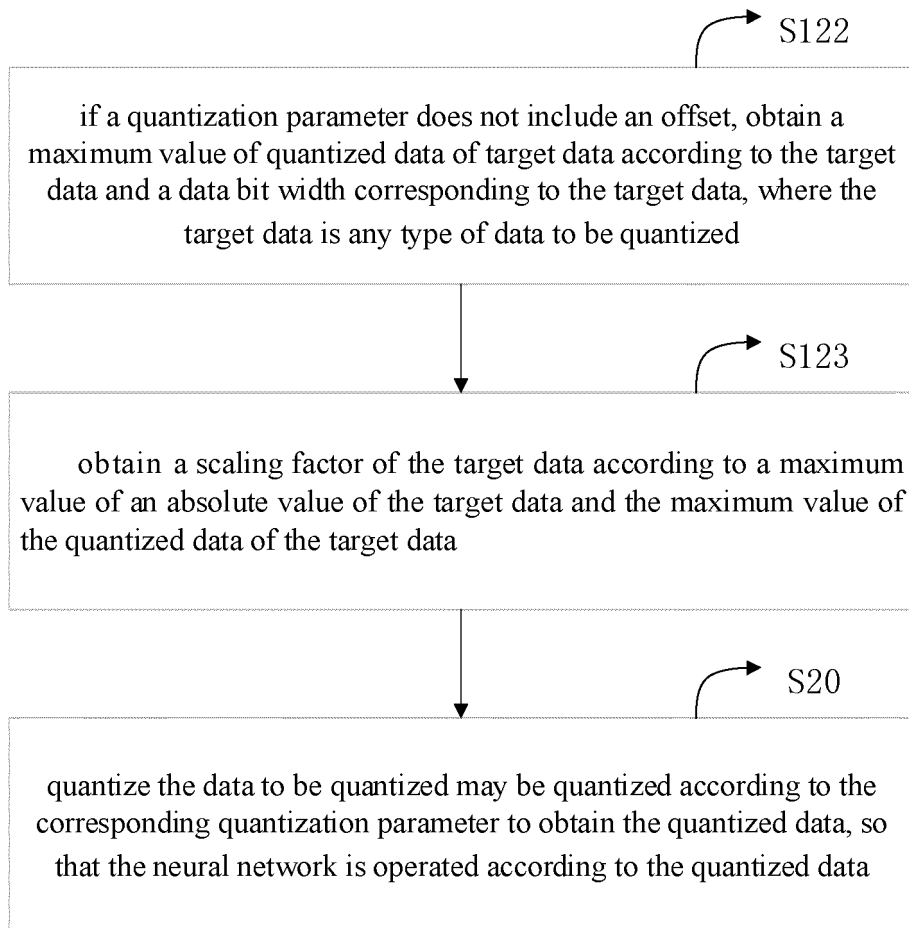 S122
if a quantization parameter does not include an offset, obtain a
maximum value of quantized data of target data according to the target
data and a data bit width corresponding to the target data, where the
target data is any type of data to be quantized
S123
obtain a scaling factor of the target data according to a maximum
value of an absolute value of the target data and the maximum value of
the quantized data of the target data
S20
quantize the data to be quantized may be quantized according to the
corresponding quantization parameter to obtain the quantized data, so
that the neural network is operated according to the quantized data